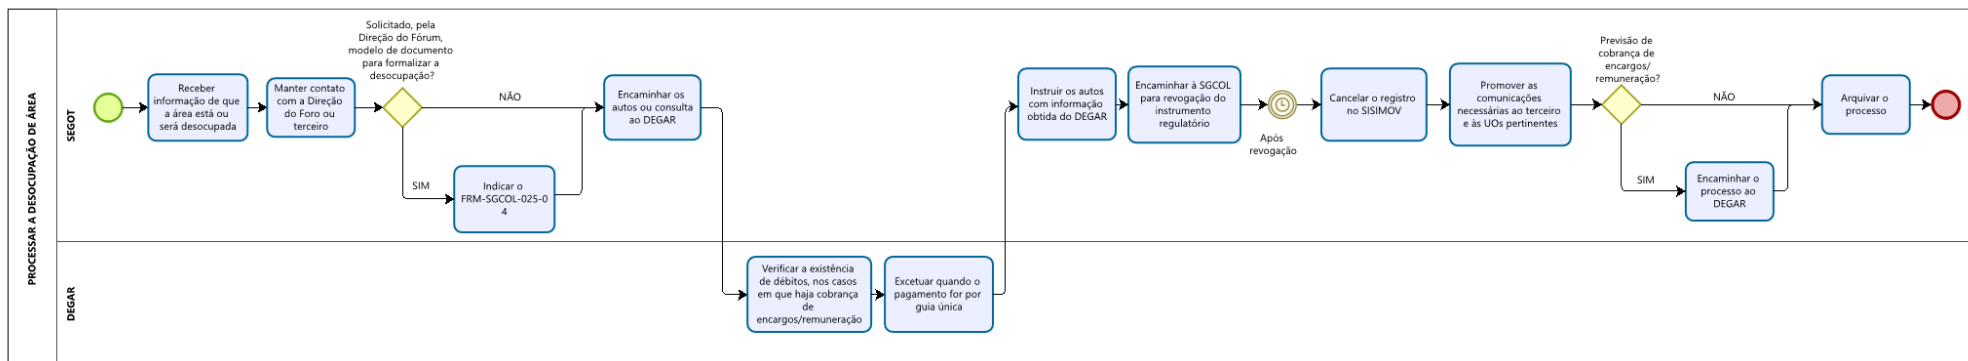 PROCESSAR A DESOCUPAÇÃO DE ÁREA
SEGOT
Receber
informação de que
a área está ou
será desocupada
Manter contato
com a Direção
do Foro ou
terceiro
Solicitado, pela
Direção do Fórum,
modelo de documento
para formalizar a
desocupação?
NÃO
SIM
Indicar o
FRM-SGCOL-025-0
4
Encaminhar os
autos ou consulta
ao DEGAR
Instruir os autos
com informação
obtida do DEGAR
Encaminhar à SGCOL
para revogação do
instrumento
regulatório
Após
revogação
Cancelar o registro
no SISIMOV
Promover as
comunicações
necessárias ao terceiro
e às UOs pertinentes
Previsão de
cobrança de
encargos/
remuneração?
NÃO
SIM
Encaminhar o
processo ao
DEGAR
Arquivar o
processo
DEGAR
Verificar a existência
de débitos, nos casos
em que haja cobrança
de
encargos/remuneração
Excetuar quando o
pagamento for por
guia única